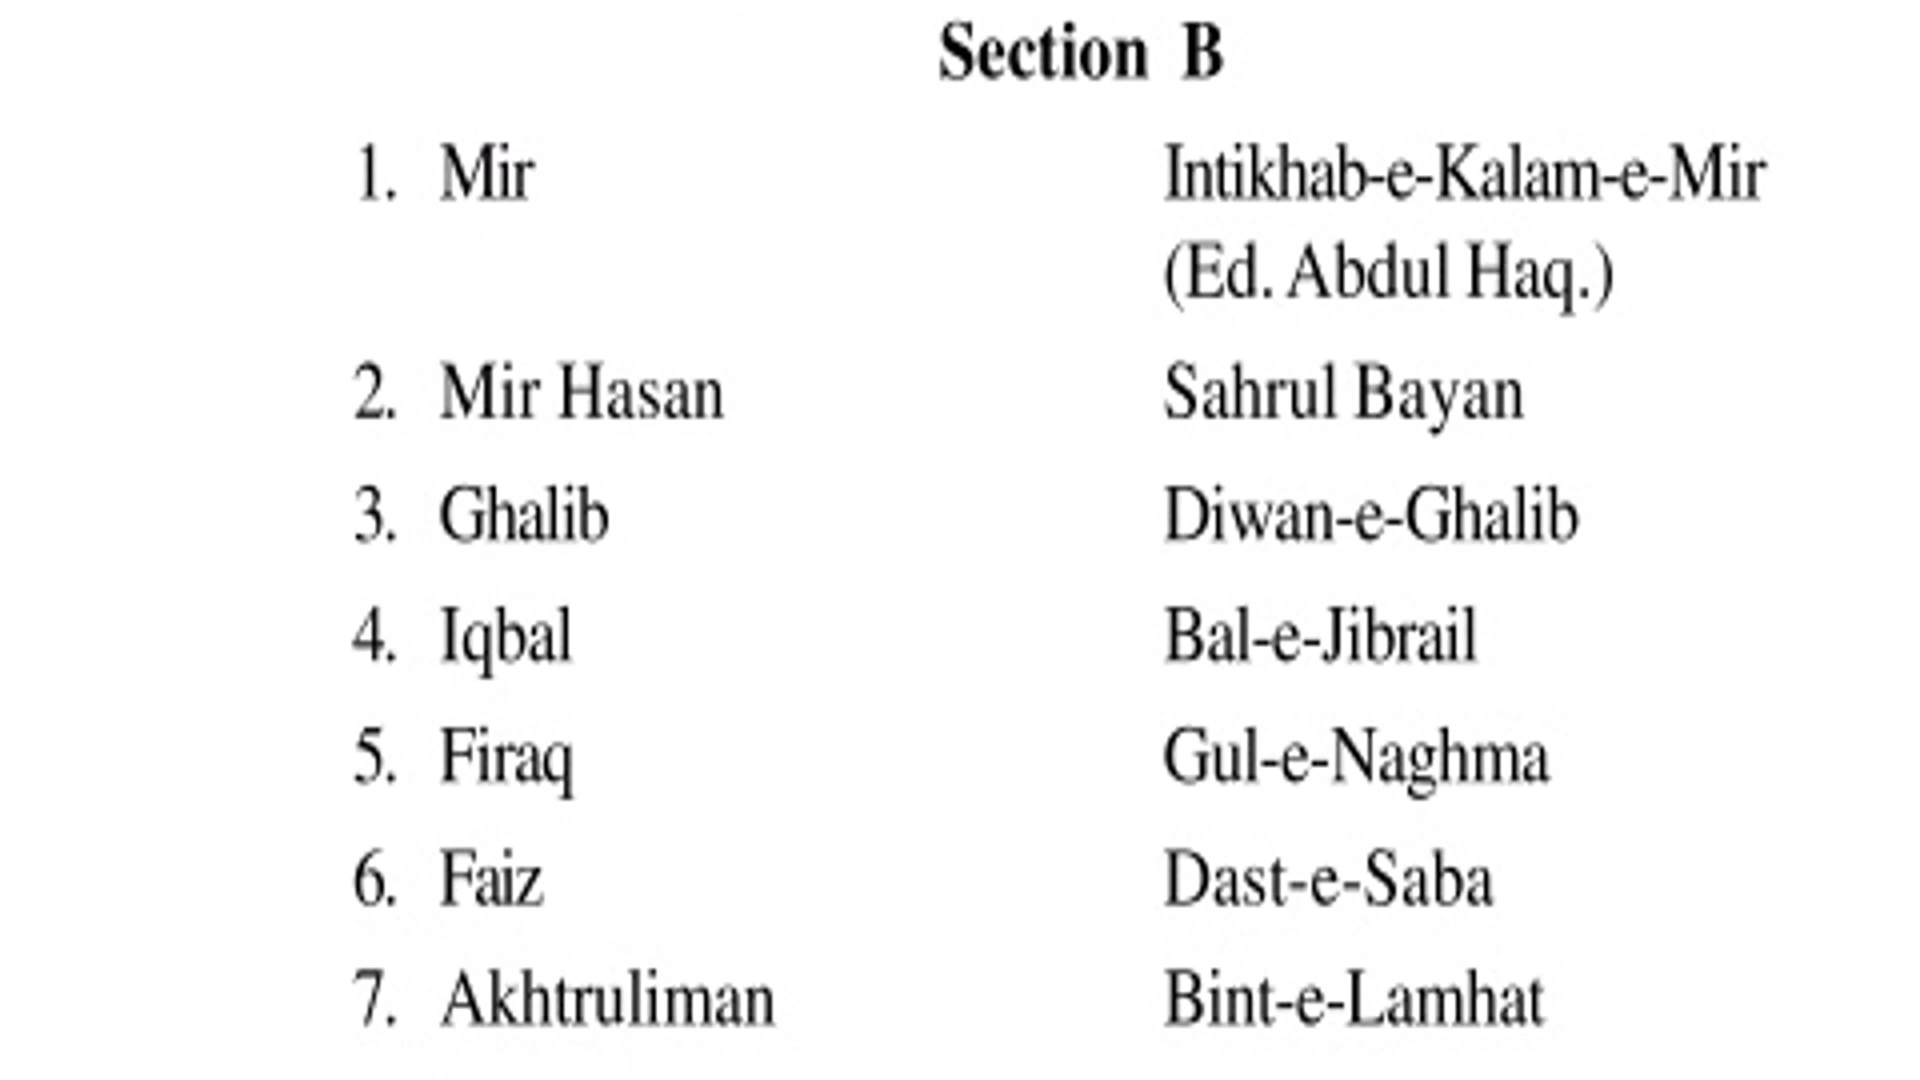 Section B
1. Mir Intikhab-e-Kalam-e-Mir
(Ed. Abdul Haq.)
2. Mir Hasan Sahrul Bayan
3. Ghalib Diwan-e-Ghalib
4. Iqbal Bal-e-Jibrail
5. Firaq Gul-e-Naghma
6. Faiz Dast-e-Saba
7. Akhtruliman Bint-e-Lamhat